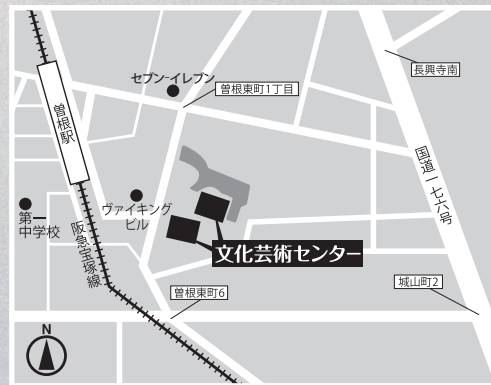 セブン-イレブン
曽根東町1丁目
長興寺南
曽根駅
国道一七六号
第一
中学校
ヴァイキング
ビル
阪急宝塚線
文化芸術センター
曽根東町6
城山町2
N